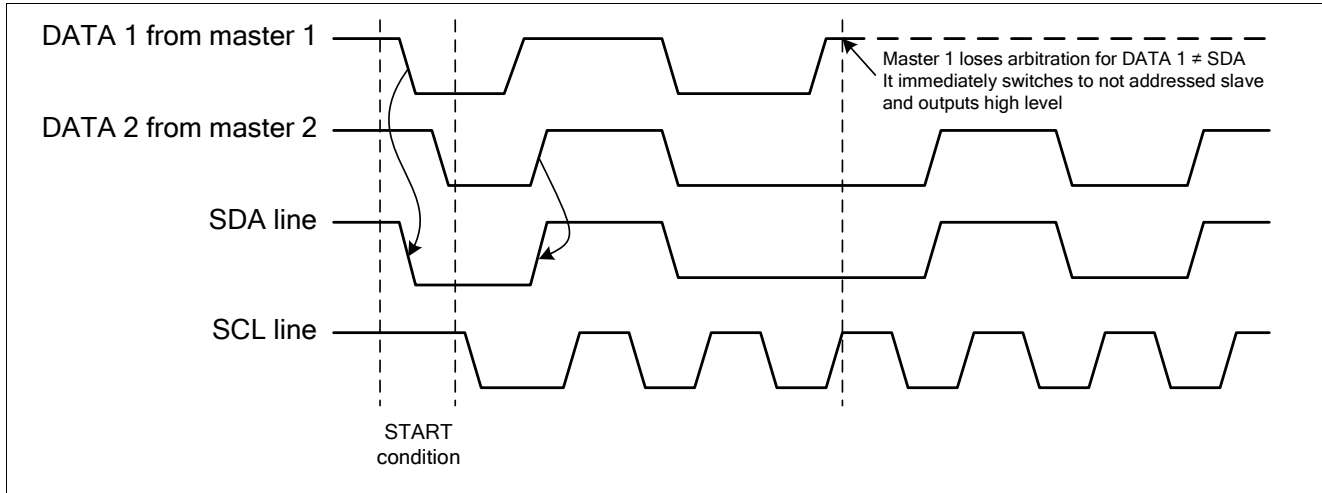 DATA 1 from master 1
Master 1 loses arbitration for DATA 1 ≠ SDA
It immediately switches to not addressed slave
and outputs high level
DATA 2 from master 2
SDA line
SCL line
START
condition